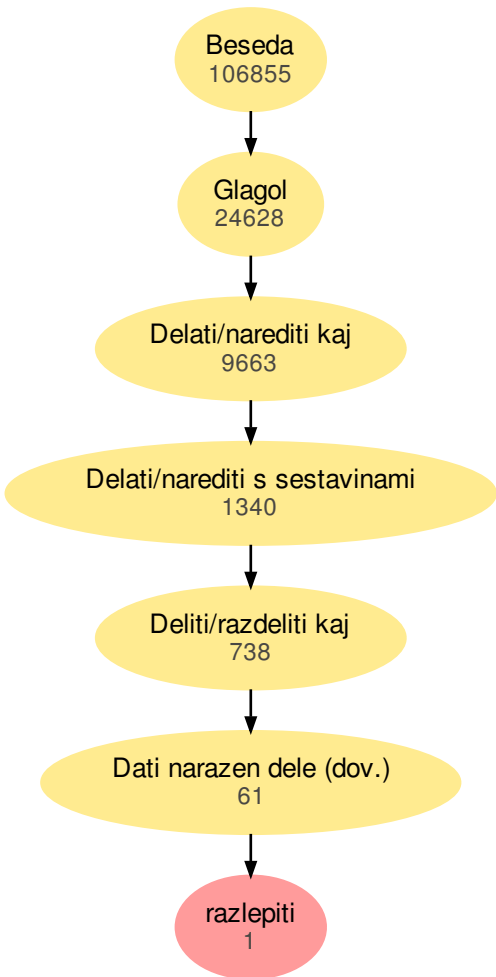 Beseda
106855
Glagol
24628
Delati/narediti kaj
9663
Delati/narediti s sestavinami
1340
Deliti/razdeliti kaj
738
Dati narazen dele (dov.)
61
razlepiti
1